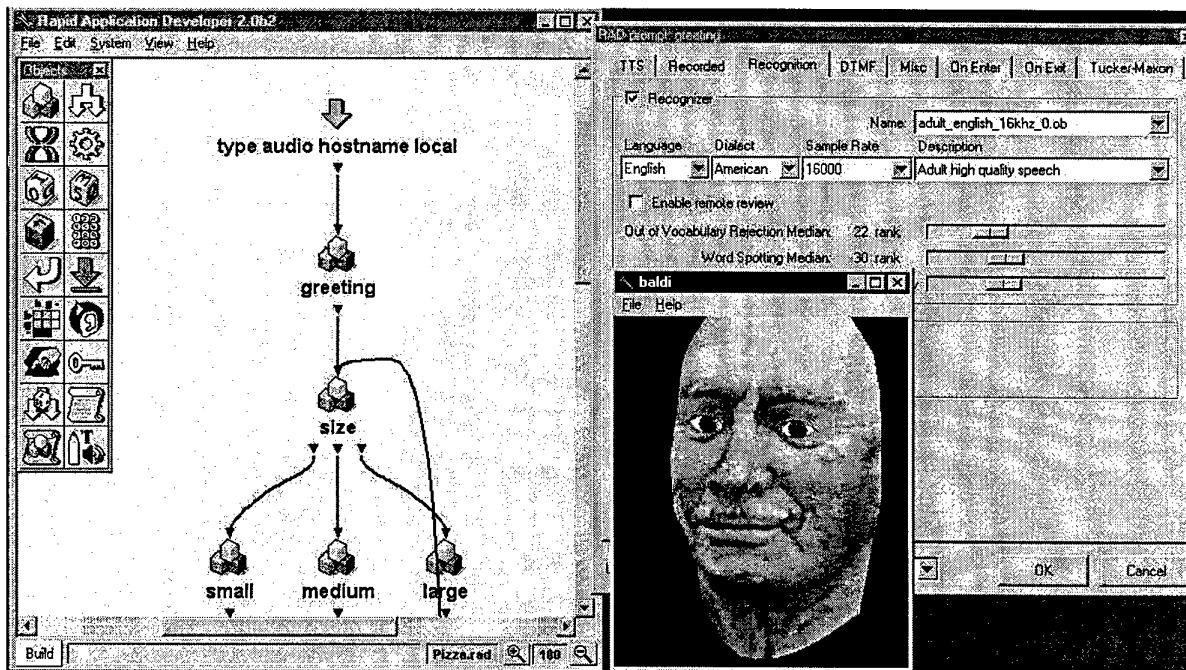 Rapid Application Developer 2.0b2
File Edit System View Help
Objects
type audio hostname local
greeting
size
small medium large
Build Pizza.rad 100
RAD prompt: greeting
TTS Recorded Recognition DTMF Misc On Enter On Exit Tucker-Maxon
Recognizer
Name: adult_english_16khz_0.ob
Language Dialect Sample Rate Description
English American 16000 Adult high quality speech
Enable remote review
Out of Vocabulary Rejection Median: 22 rank
Word Spotting Median: 30 rank
baldi
File Help
OK Cancel